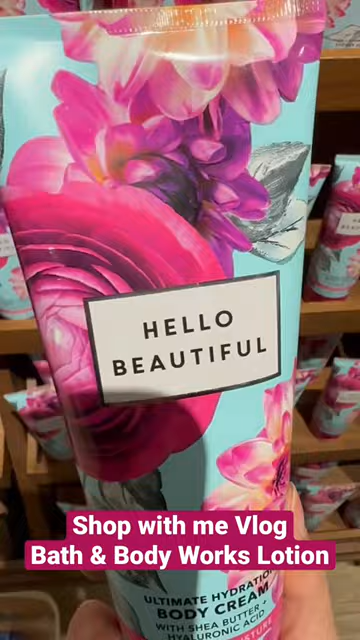 HELLO
BEAUTIFUL
Shop with me Vlog
Bath & Body Works Lotion
ULTIMATE HYDRATION
BODY CREAM
WITH SHEA BUTTER +
HYALURONIC ACID